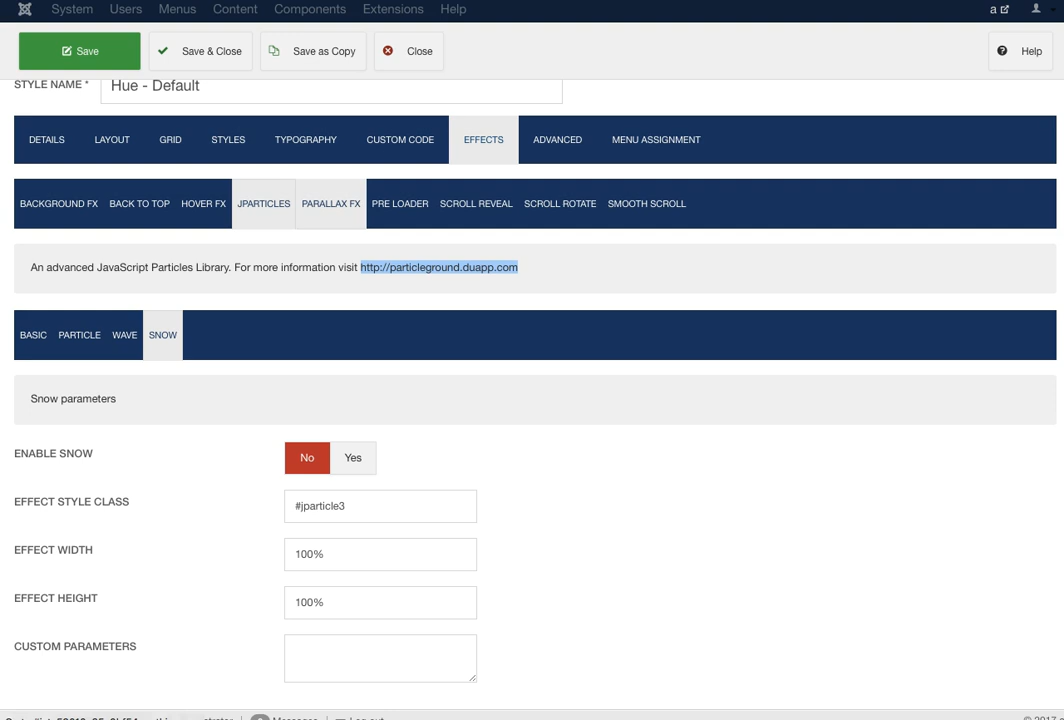 System Users Menus Content Components Extensions Help a
Save Save & Close Save as Copy Close Help
STYLE NAME * Hue - Default
DETAILS LAYOUT GRID STYLES TYPOGRAPHY CUSTOM CODE EFFECTS ADVANCED MENU ASSIGNMENT
BACKGROUND FX BACK TO TOP HOVER FX JPARTICLES PARALLAX FX PRE LOADER SCROLL REVEAL SCROLL ROTATE SMOOTH SCROLL
An advanced JavaScript Particles Library. For more information visit http://particleground.duapp.com
BASIC PARTICLE WAVE SNOW
Snow parameters
ENABLE SNOW No Yes
EFFECT STYLE CLASS #jparticle3
EFFECT WIDTH 100%
EFFECT HEIGHT 100%
CUSTOM PARAMETERS
Messages Log out © 2017